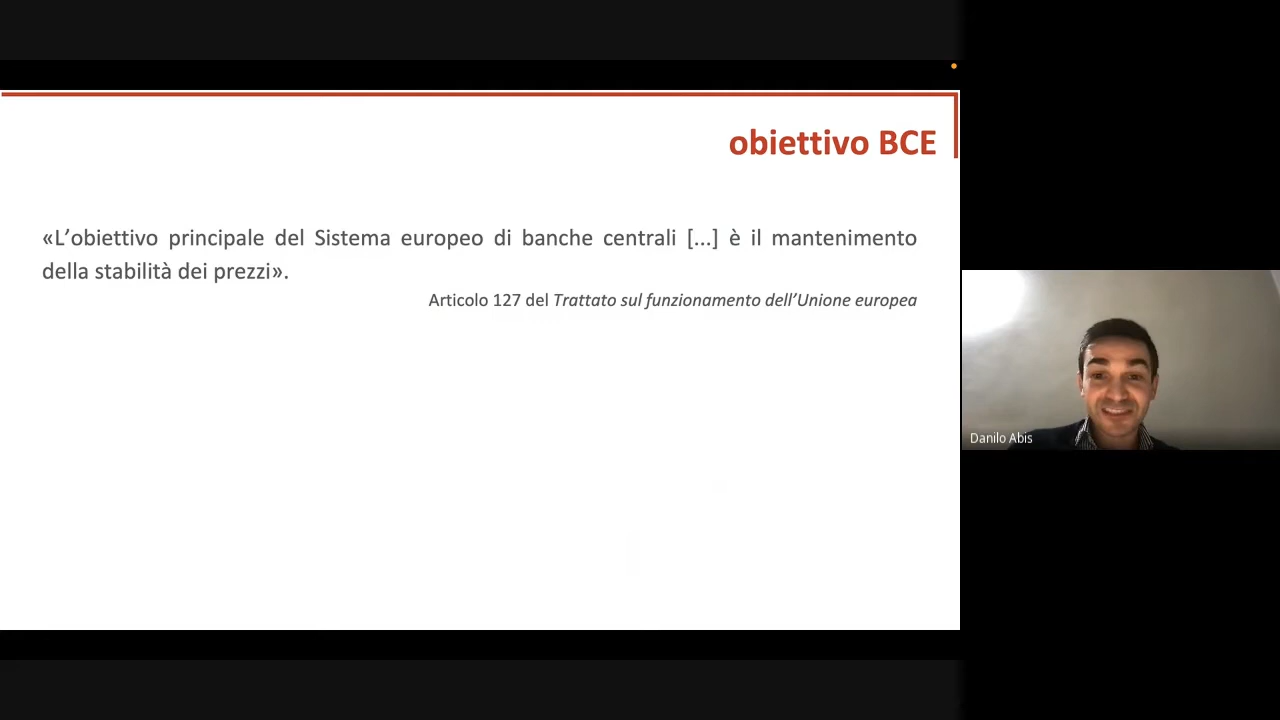 obiettivo BCE
«L’obiettivo principale del Sistema europeo di banche centrali [...] è il mantenimento
della stabilità dei prezzi».
Articolo 127 del Trattato sul funzionamento dell’Unione europea
Danilo Abis